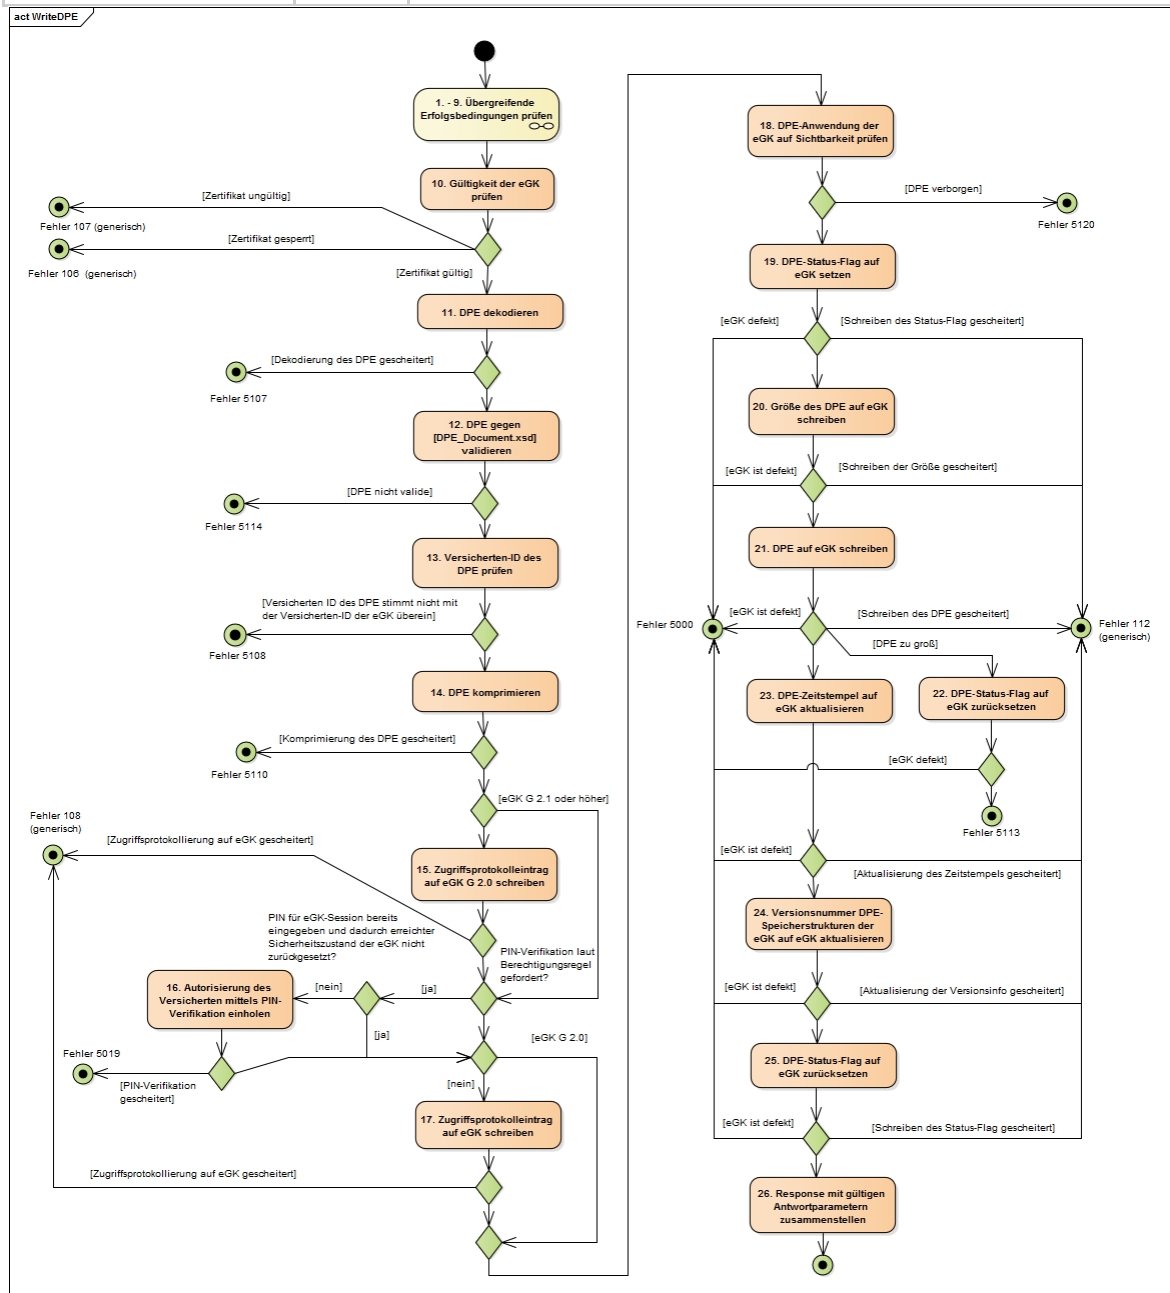 act WriteDPE
1. - 9. Übergreifende
Erfolgsbedingungen prüfen
10. Gültigkeit der eGK
prüfen
[Zertifikat ungültig]
Fehler 107 (generisch)
[Zertifikat gesperrt]
Fehler 106 (generisch)
[Zertifikat gültig]
11. DPE dekodieren
[Dekodierung des DPE gescheitert]
Fehler 5107
12. DPE gegen
[DPE_Document.xsd]
validieren
[DPE nicht valide]
Fehler 5114
13. Versicherten-ID des
DPE prüfen
[Versicherten ID des DPE stimmt nicht mit
der Versicherten-ID der eGK überein]
Fehler 5108
14. DPE komprimieren
[Komprimierung des DPE gescheitert]
Fehler 5110
[eGK G 2.1 oder höher]
Fehler 108
(generisch)
[Zugriffsprotokollierung auf eGK gescheitert]
15. Zugriffsprotokolleintrag
auf eGK G 2.0 schreiben
PIN für eGK-Session bereits
eingegeben und dadurch erreichter
Sicherheitszustand der eGK nicht
zurückgesetzt?
PIN-Verifikation laut
Berechtigungsregel
gefordert?
16. Autorisierung des
Versicherten mittels PIN-
Verifikation einholen
[nein]
[ja]
[ja]
[eGK G 2.0]
Fehler 5019
[PIN-Verifikation
gescheitert]
[nein]
17. Zugriffsprotokolleintrag
auf eGK schreiben
[Zugriffsprotokollierung auf eGK gescheitert]
18. DPE-Anwendung der
eGK auf Sichtbarkeit prüfen
[DPE verborgen]
Fehler 5120
19. DPE-Status-Flag auf
eGK setzen
[eGK defekt]
[Schreiben des Status-Flag gescheitert]
20. Größe des DPE auf eGK
schreiben
[eGK ist defekt]
[Schreiben der Größe gescheitert]
21. DPE auf eGK schreiben
[eGK ist defekt]
[Schreiben des DPE gescheitert]
Fehler 5000
Fehler 112
(generisch)
[DPE zu groß]
23. DPE-Zeitstempel auf
eGK aktualisieren
22. DPE-Status-Flag auf
eGK zurücksetzen
[eGK defekt]
Fehler 5113
[eGK ist defekt]
[Aktualisierung des Zeitstempels gescheitert]
24. Versionsnummer DPE-
Speicherstrukturen der
eGK auf eGK aktualisieren
[eGK ist defekt]
[Aktualisierung der Versionsinfo gescheitert]
25. DPE-Status-Flag auf
eGK zurücksetzen
[eGK ist defekt]
[Schreiben des Status-Flag gescheitert]
26. Response mit gültigen
Antwortparametern
zusammenstellen